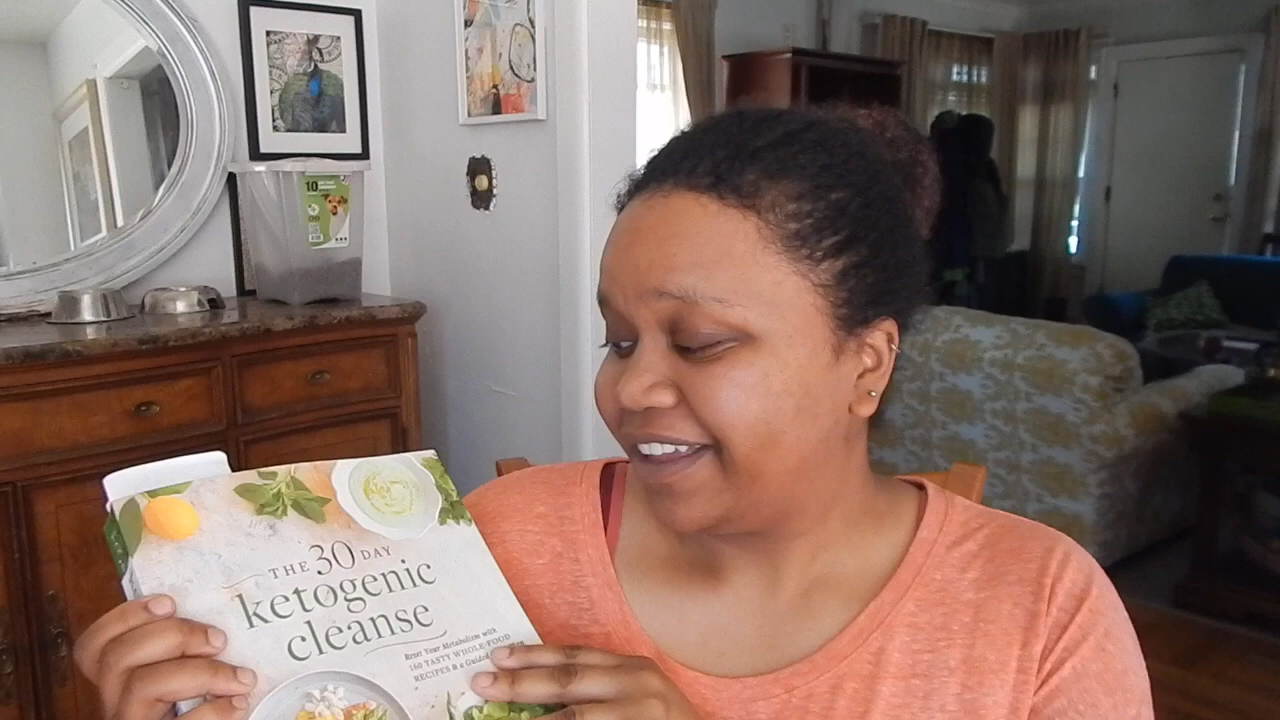 10
THE 30 DAY
ketogenic
cleanse
Reset Your Metabolism with
160 TASTY WHOLE-FOOD
RECIPES & a Guided